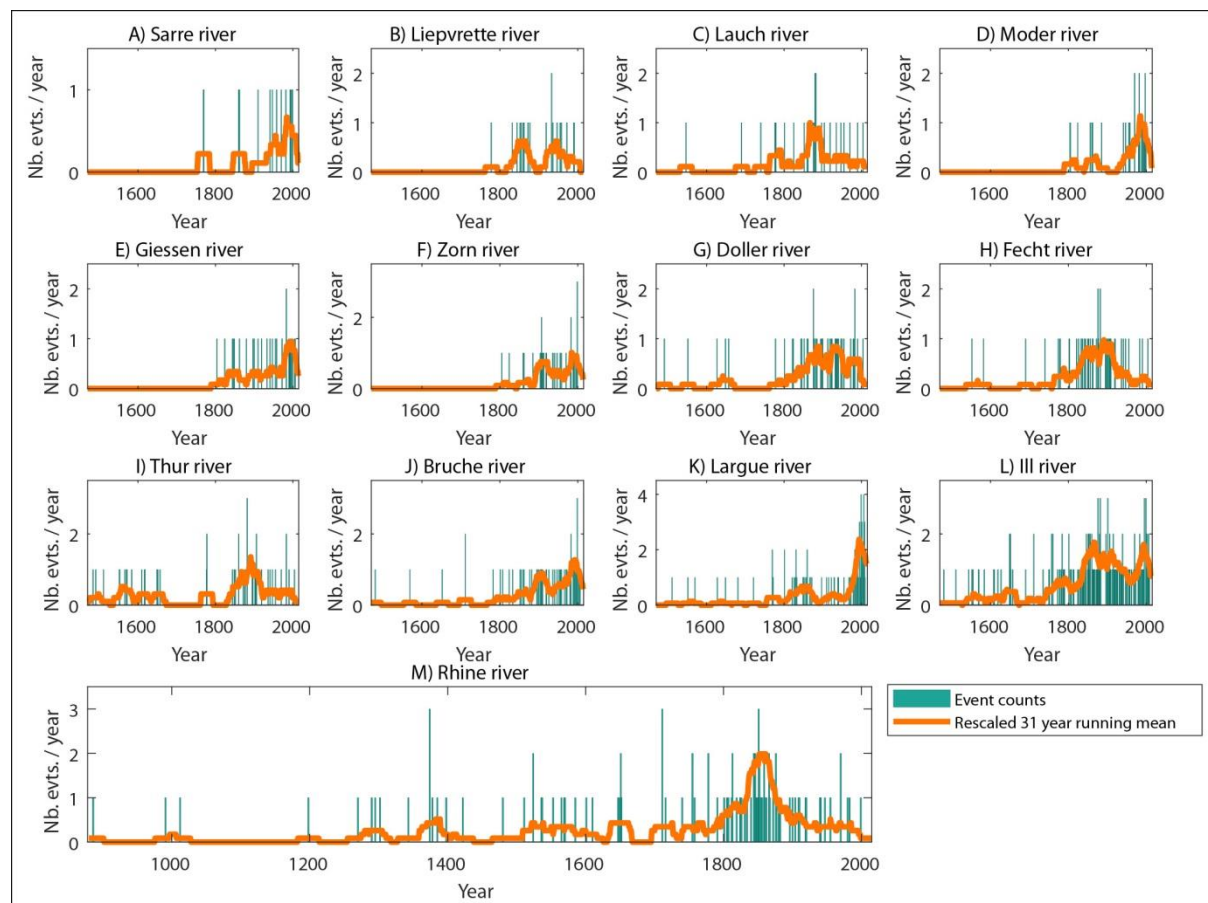 A) Sarre river
B) Liepvrette river
C) Lauch river
D) Moder river
Nb. evts. / year
1
0
1600 1800 2000
Year
Nb. evts. / year
2
1
0
1600 1800 2000
Year
Nb. evts. / year
2
1
0
1600 1800 2000
Year
Nb. evts. / year
2
1
0
1600 1800 2000
Year
E) Giessen river
F) Zorn river
G) Doller river
H) Fecht river
Nb. evts. / year
2
1
0
1600 1800 2000
Year
Nb. evts. / year
2
0
1600 1800 2000
Year
Nb. evts. / year
2
1
0
1600 1800 2000
Year
Nb. evts. / year
2
1
0
1600 1800 2000
Year
I) Thur river
J) Bruche river
K) Largue river
L) Ill river
Nb. evts. / year
2
0
1600 1800 2000
Year
Nb. evts. / year
2
0
1600 1800 2000
Year
Nb. evts. / year
4
2
0
1600 1800 2000
Year
Nb. evts. / year
2
0
1600 1800 2000
Year
M) Rhine river
Nb. evts. / year
3
2
1
0
1000 1200 1400 1600 1800 2000
Year
Event counts
Rescaled 31 year running mean